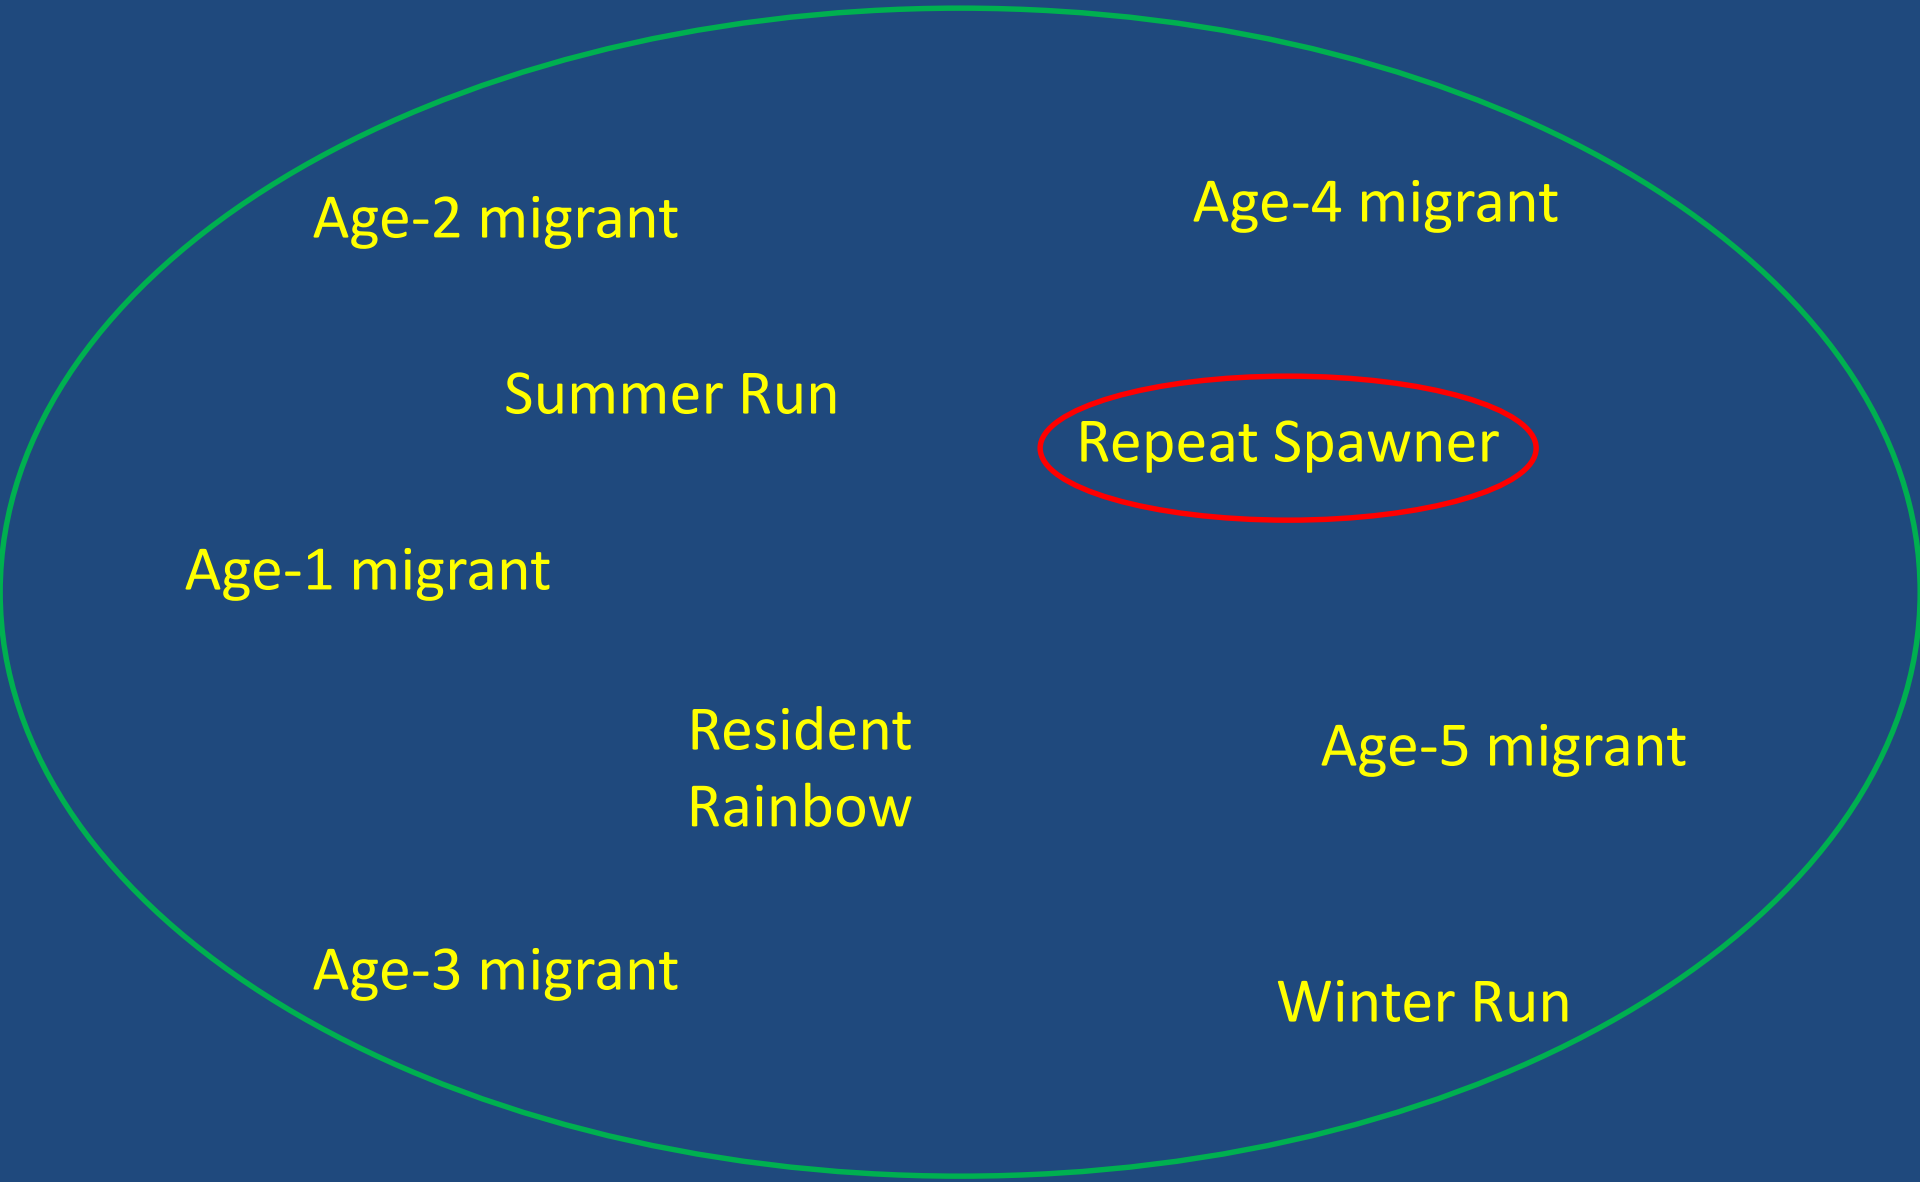 Age-2 migrant
Age-4 migrant
Summer Run
Repeat Spawner
Age-1 migrant
Resident
Rainbow
Age-5 migrant
Age-3 migrant
Winter Run